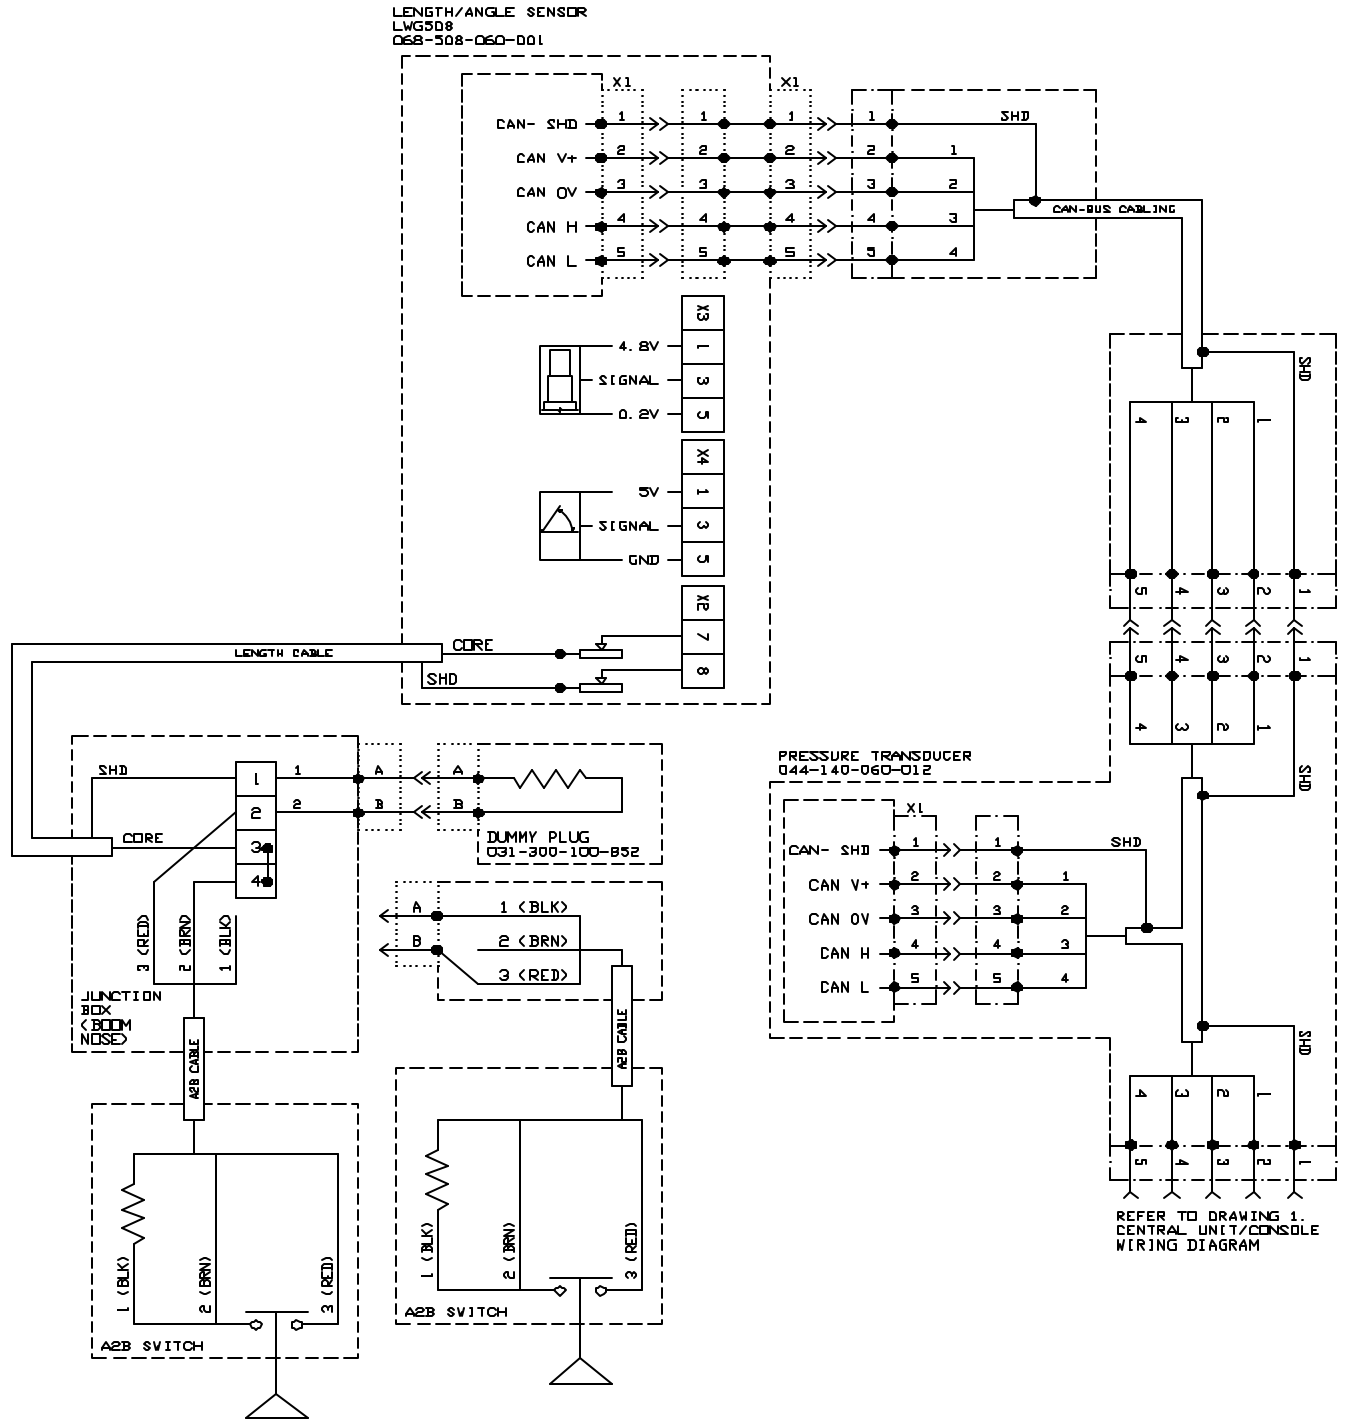 LENGTH/ANGLE SENSOR
LWG508
068-508-060-001
X1 X1
CAN- SHD 1 1 1 1 SHD
CAN V+ 2 2 2 2 1
CAN 0V 3 3 3 3 2
CAN H 4 4 4 4 3
CAN L 5 5 5 5 4
CAN-BUS CABLING
X3
4.8V 1
SIGNAL 3
0.2V 5
SHD
4 3 2 1
X4
5V 1
SIGNAL 3
GND 5
5 4 3 2 1
5 4 3 2 1
4 3 2 1
SHD
X2
CORE 7
SHD 8
LENGTH CABLE
SHD 1 1 A A
2 2 B B
CORE 3
4
DUMMY PLUG
031-300-100-852
A 1 (BLK)
B 2 (BRN)
3 (RED)
3 (RED)
2 (BRN)
1 (BLK)
JUNCTION
BOX
(BOOM
NOSE)
A2B CABLE
A2B CABLE
PRESSURE TRANSDUCER
044-140-060-012
X1
CAN- SHD 1 1 SHD
CAN V+ 2 2 1
CAN 0V 3 3 2
CAN H 4 4 3
CAN L 5 5 4
SHD
4 3 2 1
5 4 3 2 1
REFER TO DRAWING 1.
CENTRAL UNIT/CONSOLE
WIRING DIAGRAM
1 (BLK)
2 (BRN)
3 (RED)
A2B SWITCH
1 (BLK)
2 (BRN)
3 (RED)
A2B SWITCH